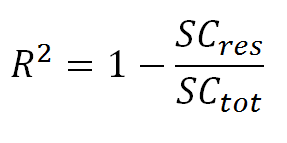 R² = 1 − SC_res / SC_tot